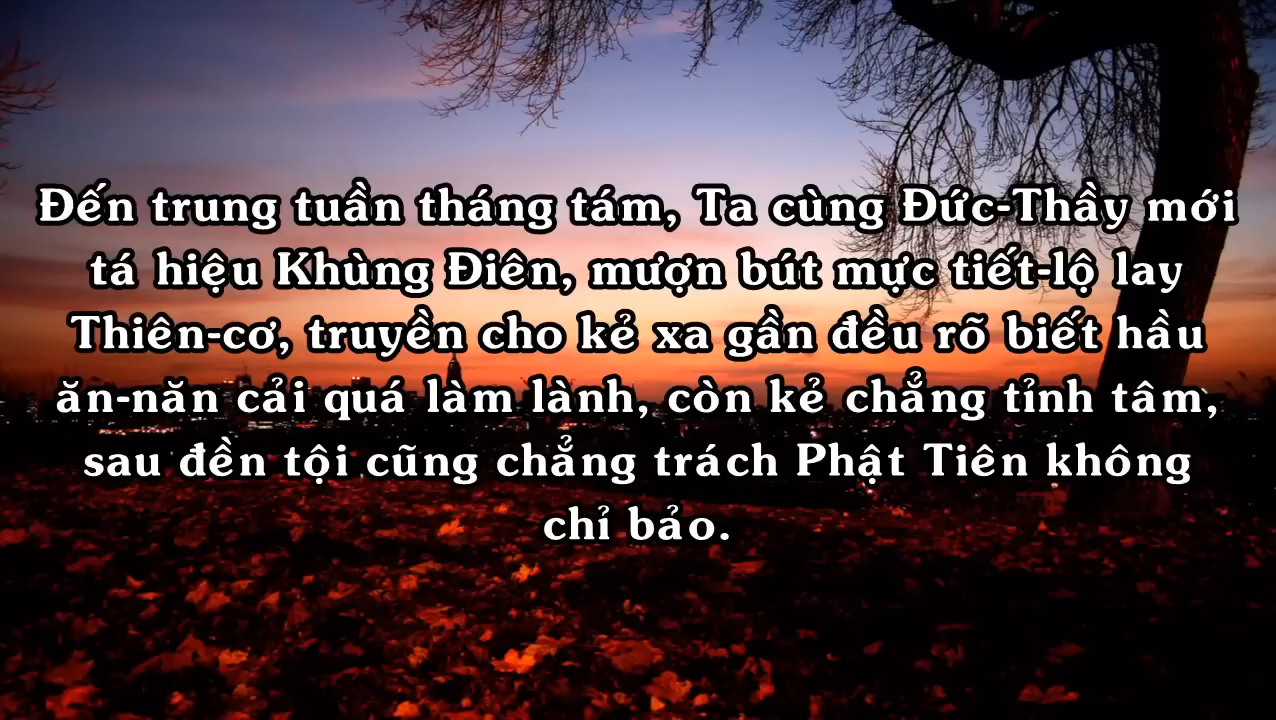 Đến trung tuần tháng tám, Ta cùng Đức-Thầy mới
tá hiệu Khùng Điên, mượn bút mực tiết-lộ lay
Thiên-cơ, truyền cho kẻ xa gần đều rõ biết hầu
ăn-năn cải quá làm lành, còn kẻ chẳng tỉnh tâm,
sau đền tội cũng chẳng trách Phật Tiên không
chỉ bảo.